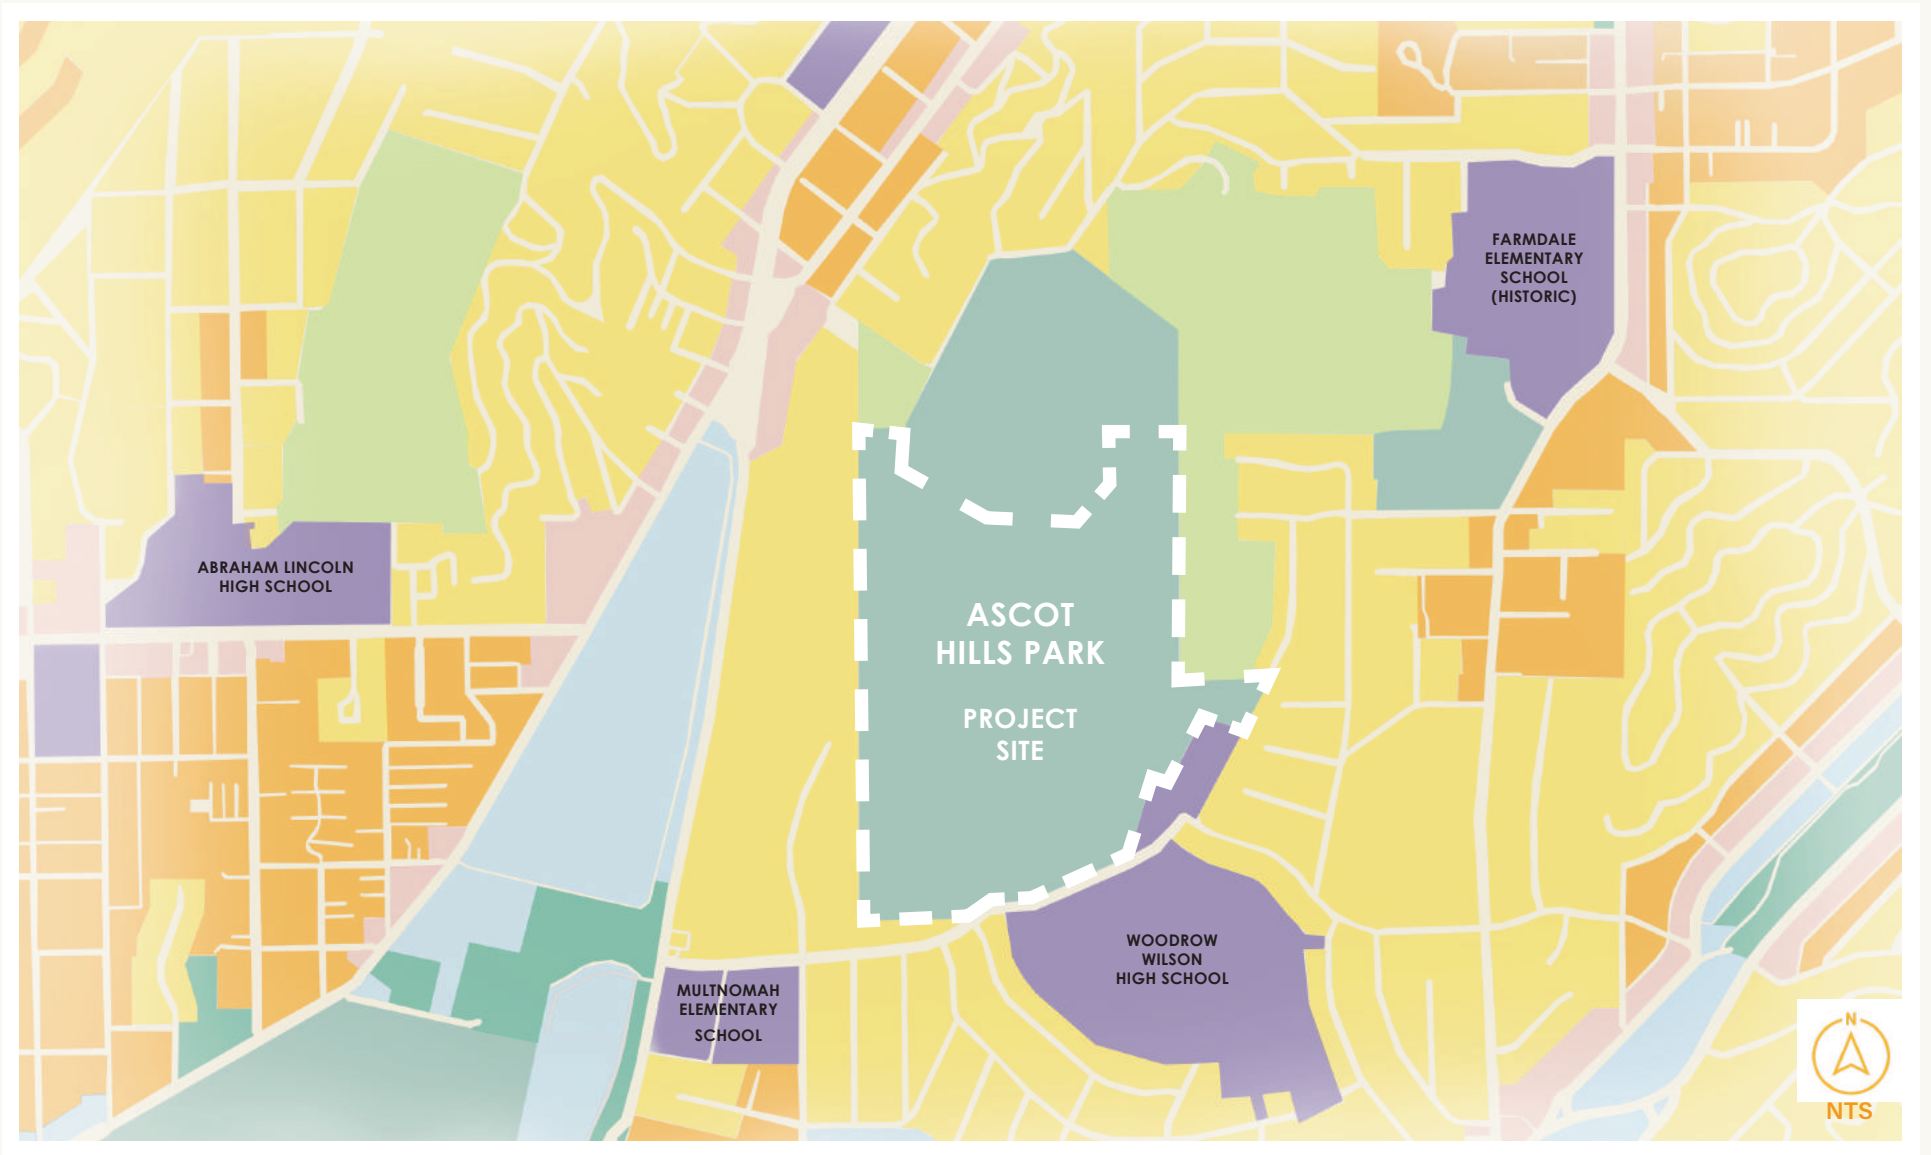 FARMDALE
ELEMENTARY
SCHOOL
(HISTORIC)
ABRAHAM LINCOLN
HIGH SCHOOL
ASCOT
HILLS PARK
PROJECT
SITE
WOODROW
WILSON
HIGH SCHOOL
MULTNOMAH
ELEMENTARY
SCHOOL
N
NTS